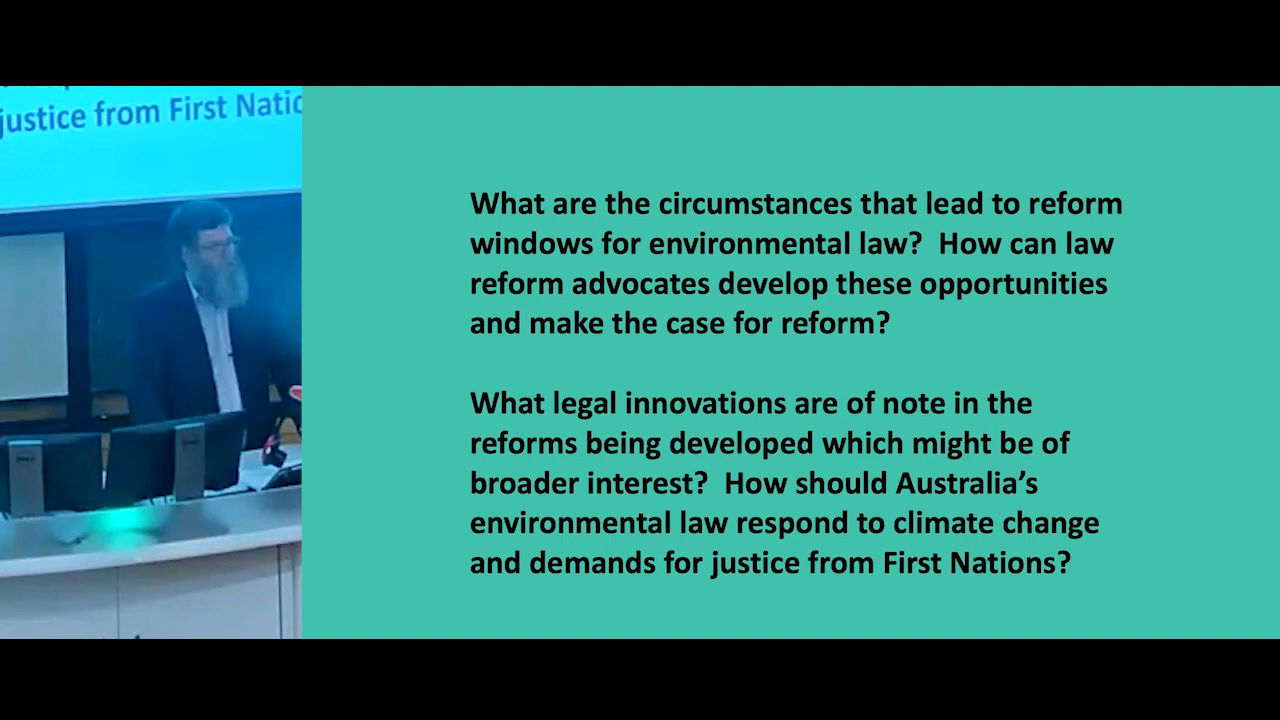 justice from First
What are the circumstances that lead to reform
windows for environmental law?  How can law
reform advocates develop these opportunities
and make the case for reform?
What legal innovations are of note in the
reforms being developed which might be of
broader interest?  How should Australia’s
environmental law respond to climate change
and demands for justice from First Nations?